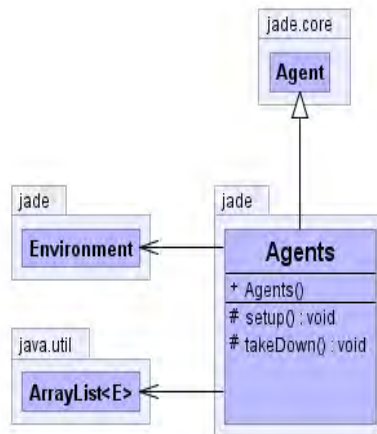 jade.core
Agent
jade
Environment
jade
Agents
+ Agents()
# setup() : void
# takeDown() : void
java.util
ArrayList<E>